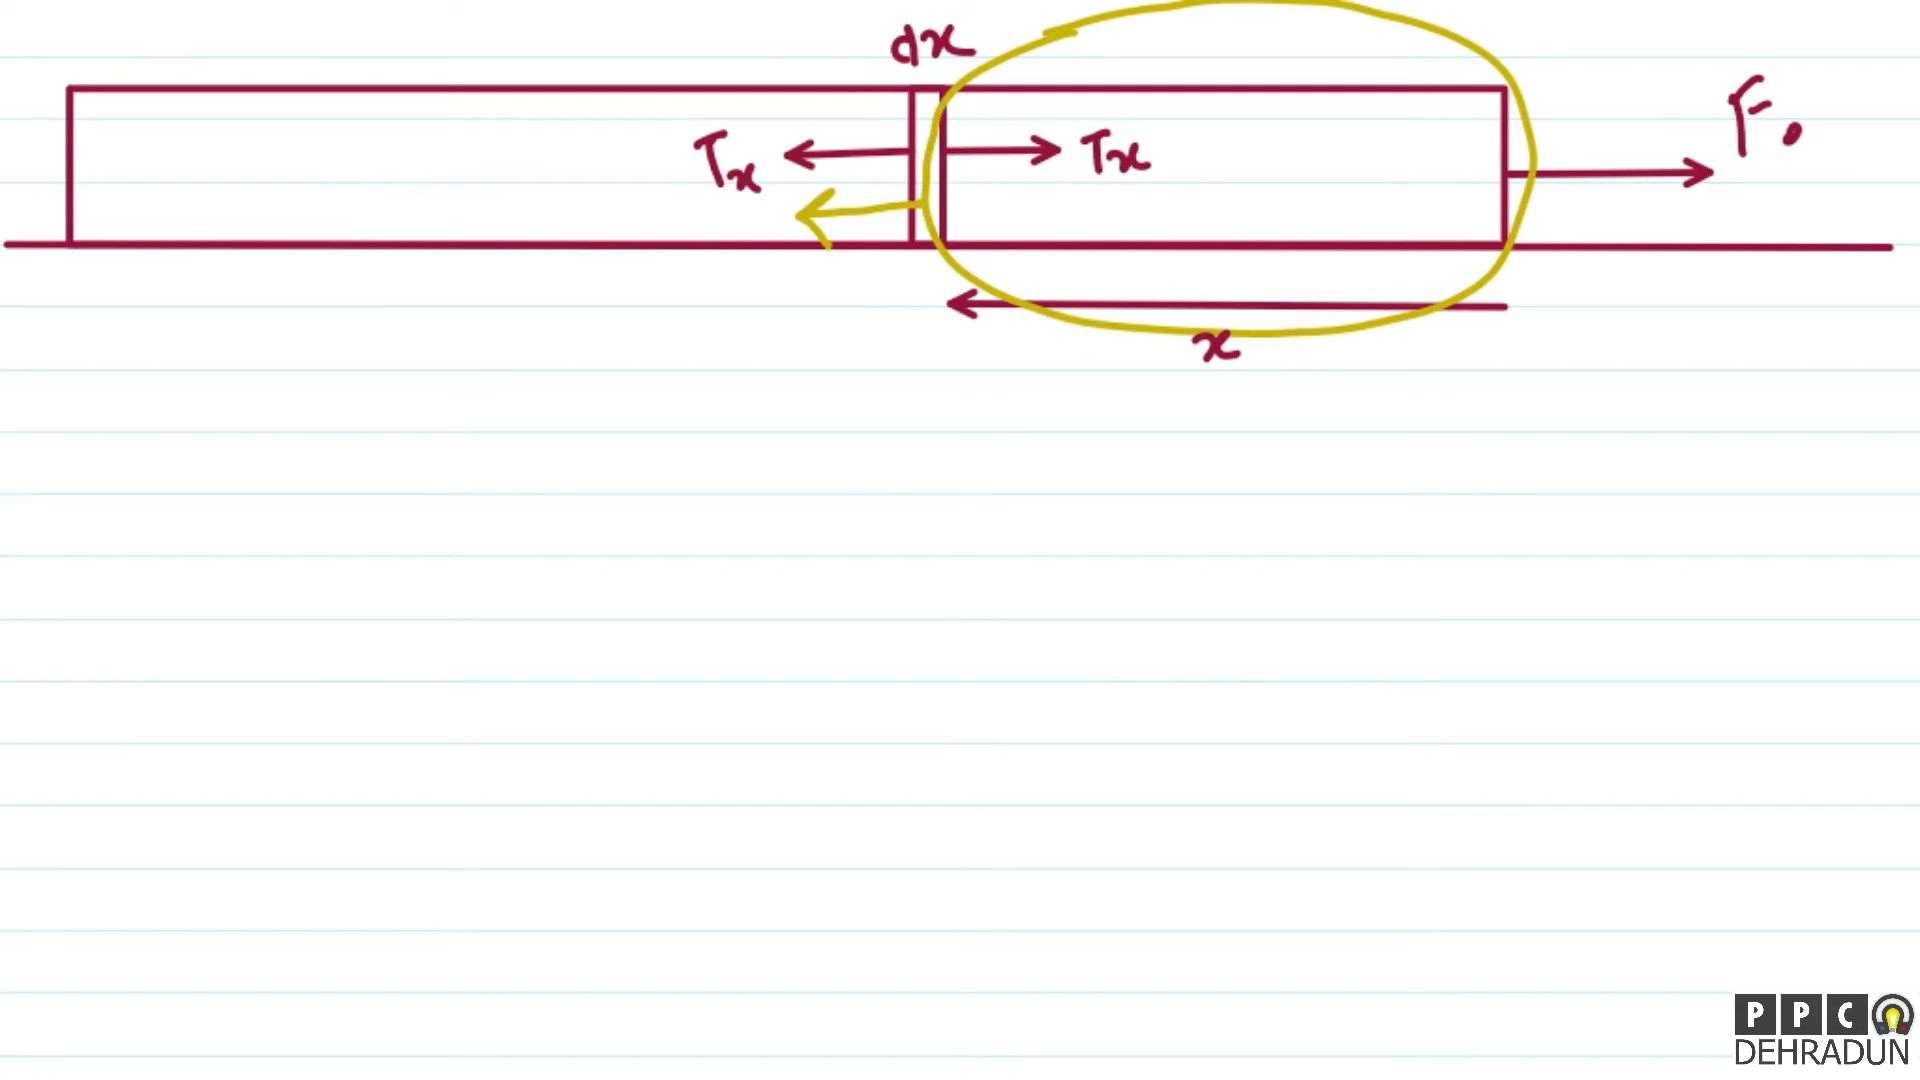 dx
F₀
Tx
Tx
x
PPC
DEHRADUN